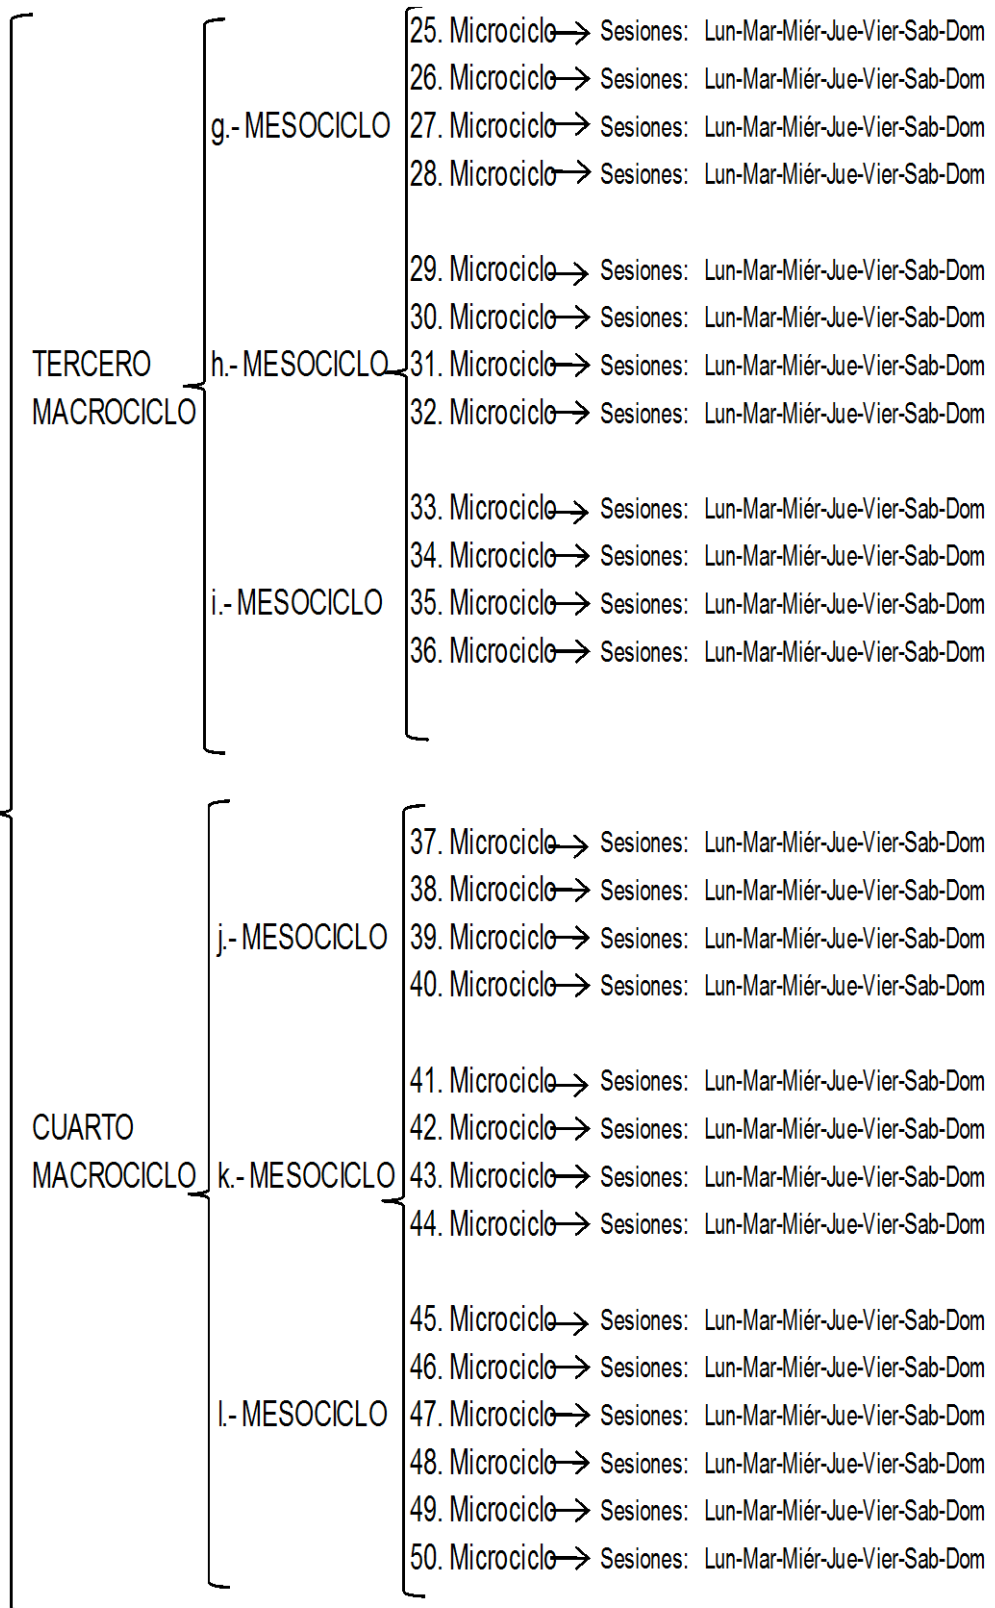 25. Microciclo → Sesiones: Lun-Mar-Miér-Jue-Vier-Sab-Dom
26. Microciclo → Sesiones: Lun-Mar-Miér-Jue-Vier-Sab-Dom
g.- MESOCICLO 27. Microciclo → Sesiones: Lun-Mar-Miér-Jue-Vier-Sab-Dom
28. Microciclo → Sesiones: Lun-Mar-Miér-Jue-Vier-Sab-Dom
29. Microciclo → Sesiones: Lun-Mar-Miér-Jue-Vier-Sab-Dom
30. Microciclo → Sesiones: Lun-Mar-Miér-Jue-Vier-Sab-Dom
TERCERO h.- MESOCICLO 31. Microciclo → Sesiones: Lun-Mar-Miér-Jue-Vier-Sab-Dom
MACROCICLO 32. Microciclo → Sesiones: Lun-Mar-Miér-Jue-Vier-Sab-Dom
33. Microciclo → Sesiones: Lun-Mar-Miér-Jue-Vier-Sab-Dom
34. Microciclo → Sesiones: Lun-Mar-Miér-Jue-Vier-Sab-Dom
i.- MESOCICLO 35. Microciclo → Sesiones: Lun-Mar-Miér-Jue-Vier-Sab-Dom
36. Microciclo → Sesiones: Lun-Mar-Miér-Jue-Vier-Sab-Dom
37. Microciclo → Sesiones: Lun-Mar-Miér-Jue-Vier-Sab-Dom
38. Microciclo → Sesiones: Lun-Mar-Miér-Jue-Vier-Sab-Dom
j.- MESOCICLO 39. Microciclo → Sesiones: Lun-Mar-Miér-Jue-Vier-Sab-Dom
40. Microciclo → Sesiones: Lun-Mar-Miér-Jue-Vier-Sab-Dom
41. Microciclo → Sesiones: Lun-Mar-Miér-Jue-Vier-Sab-Dom
CUARTO 42. Microciclo → Sesiones: Lun-Mar-Miér-Jue-Vier-Sab-Dom
MACROCICLO k.- MESOCICLO 43. Microciclo → Sesiones: Lun-Mar-Miér-Jue-Vier-Sab-Dom
44. Microciclo → Sesiones: Lun-Mar-Miér-Jue-Vier-Sab-Dom
45. Microciclo → Sesiones: Lun-Mar-Miér-Jue-Vier-Sab-Dom
46. Microciclo → Sesiones: Lun-Mar-Miér-Jue-Vier-Sab-Dom
l.- MESOCICLO 47. Microciclo → Sesiones: Lun-Mar-Miér-Jue-Vier-Sab-Dom
48. Microciclo → Sesiones: Lun-Mar-Miér-Jue-Vier-Sab-Dom
49. Microciclo → Sesiones: Lun-Mar-Miér-Jue-Vier-Sab-Dom
50. Microciclo → Sesiones: Lun-Mar-Miér-Jue-Vier-Sab-Dom